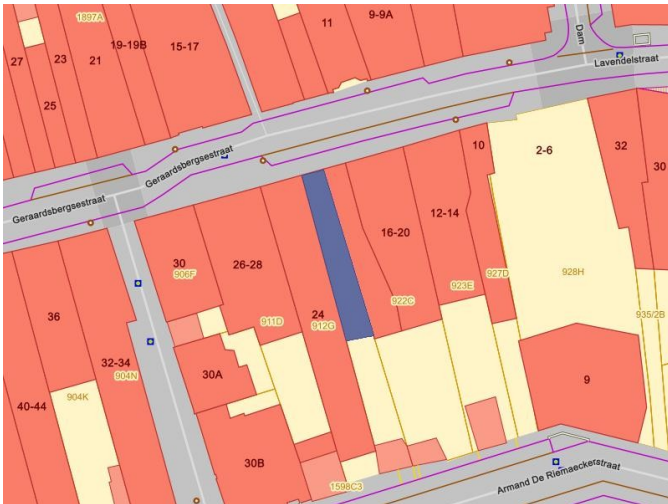 1897A
11
9-9A
19-19B
15-17
23
21
27
25
Dam
Lavendelstraat
Geraardsbergsestraat
Geraardsbergsestraat
10
2-6
32
30
16-20
12-14
30
906F
26-28
927D
928H
923E
922C
935/2B
36
911D
24
912G
32-34
904N
30A
9
904K
40-44
30B
1598C3
Armand De Riemaeckerstraat